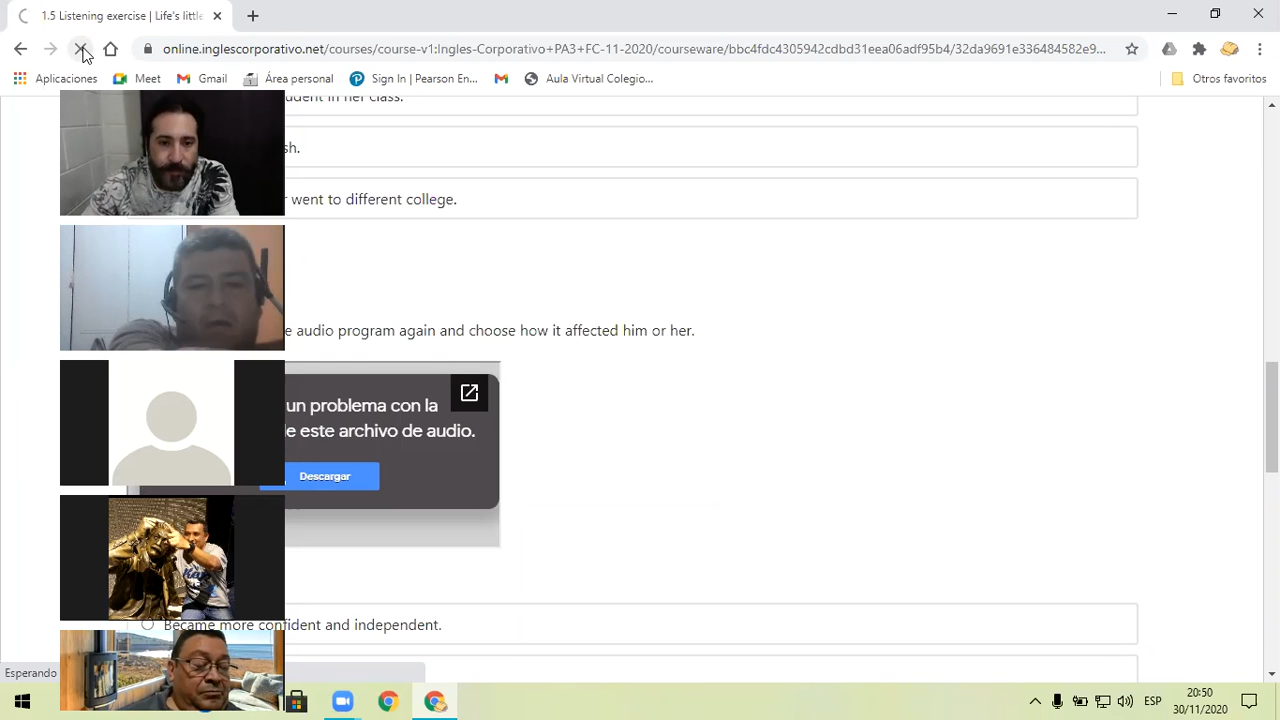 1.5 Listening exercise | Life's little
online.inglescorporativo.net/courses/course-v1:Ingles-Corporativo+PA3+FC-11-2020/courseware/bbc4fdc4303142cdb131eea06adf95b4/32da9691e336484582e9...
Aplicaciones Meet Gmail Área personal Sign In | Pearson En... Aula Virtual Colegio... Otros favoritos
udent in her class.
sh.
r went to different college.
e audio program again and choose how it affected him or her.
un problema con la
e este archivo de audio.
Descargar
Became more confident and independent.
Esperando
ESP
20:50
30/11/2020